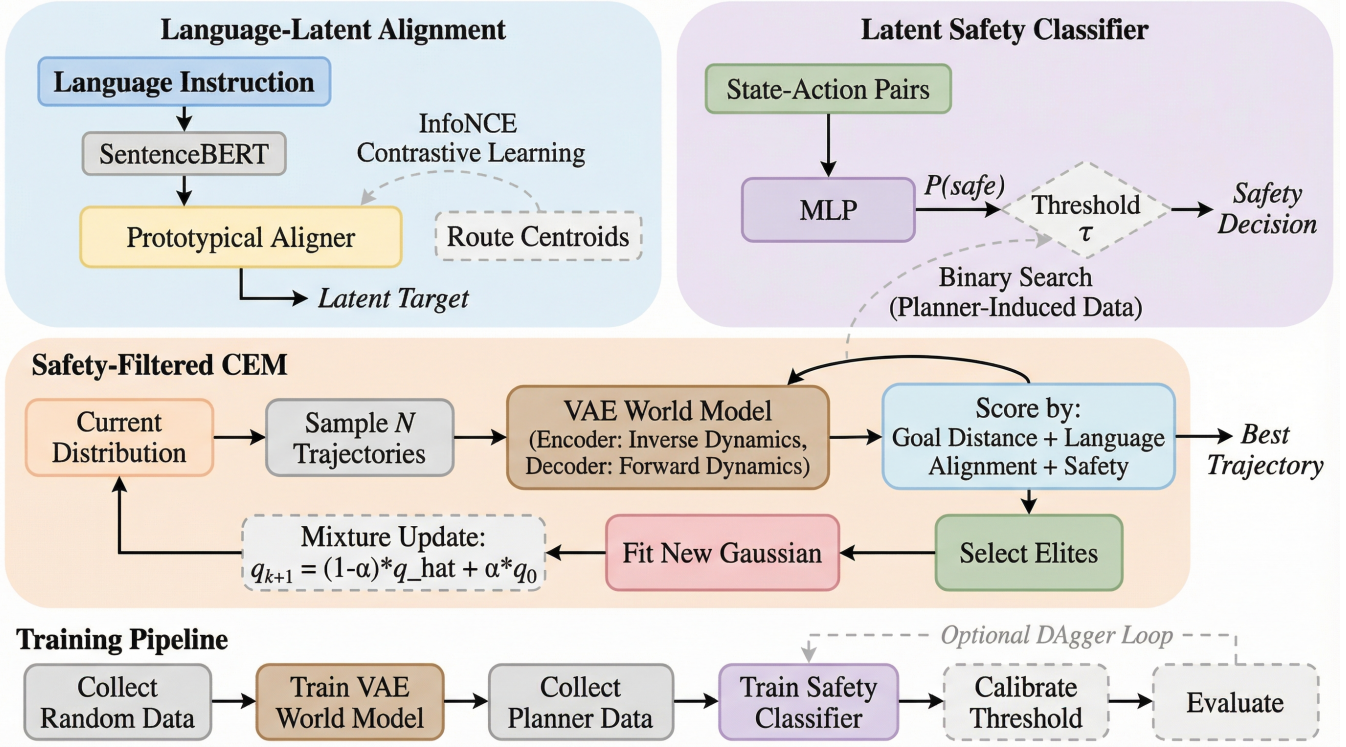 Language-Latent Alignment
Language Instruction
SentenceBERT
InfoNCE
Contrastive Learning
Prototypical Aligner
Route Centroids
Latent Target
Latent Safety Classifier
State-Action Pairs
MLP
P(safe)
Threshold
τ
Safety
Decision
Binary Search
(Planner-Induced Data)
Safety-Filtered CEM
Current
Distribution
Sample N
Trajectories
VAE World Model
(Encoder: Inverse Dynamics,
Decoder: Forward Dynamics)
Score by:
Goal Distance + Language
Alignment + Safety
Best
Trajectory
Mixture Update:
qₖ₊₁ = (1-α)*q_hat + α*q₀
Fit New Gaussian
Select Elites
Training Pipeline
Optional DAgger Loop
Collect
Random Data
Train VAE
World Model
Collect
Planner Data
Train Safety
Classifier
Calibrate
Threshold
Evaluate